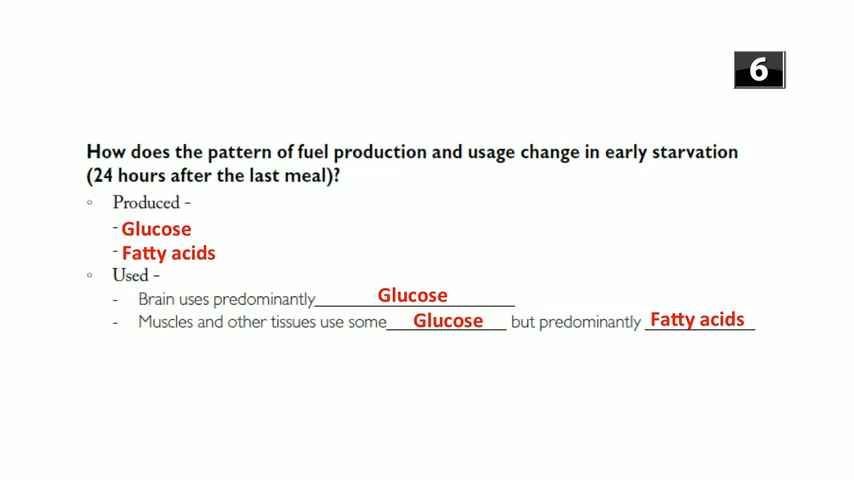 6
How does the pattern of fuel production and usage change in early starvation
(24 hours after the last meal)?
◦ Produced -
- Glucose
- Fatty acids
◦ Used -
- Brain uses predominantly Glucose
- Muscles and other tissues use some Glucose but predominantly Fatty acids